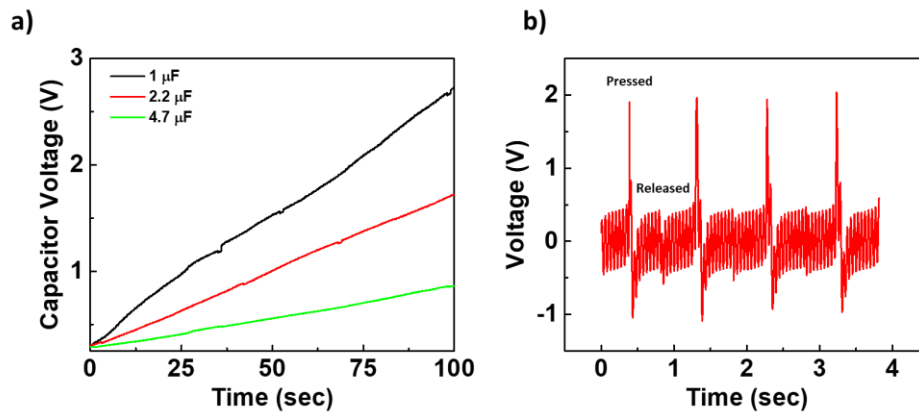 a)
b)
Capacitor Voltage (V)
3
2
1
1 μF
2.2 μF
4.7 μF
0
25
50
75
100
Time (sec)
Voltage (V)
2
1
0
-1
Pressed
Released
0
1
2
3
4
Time (sec)